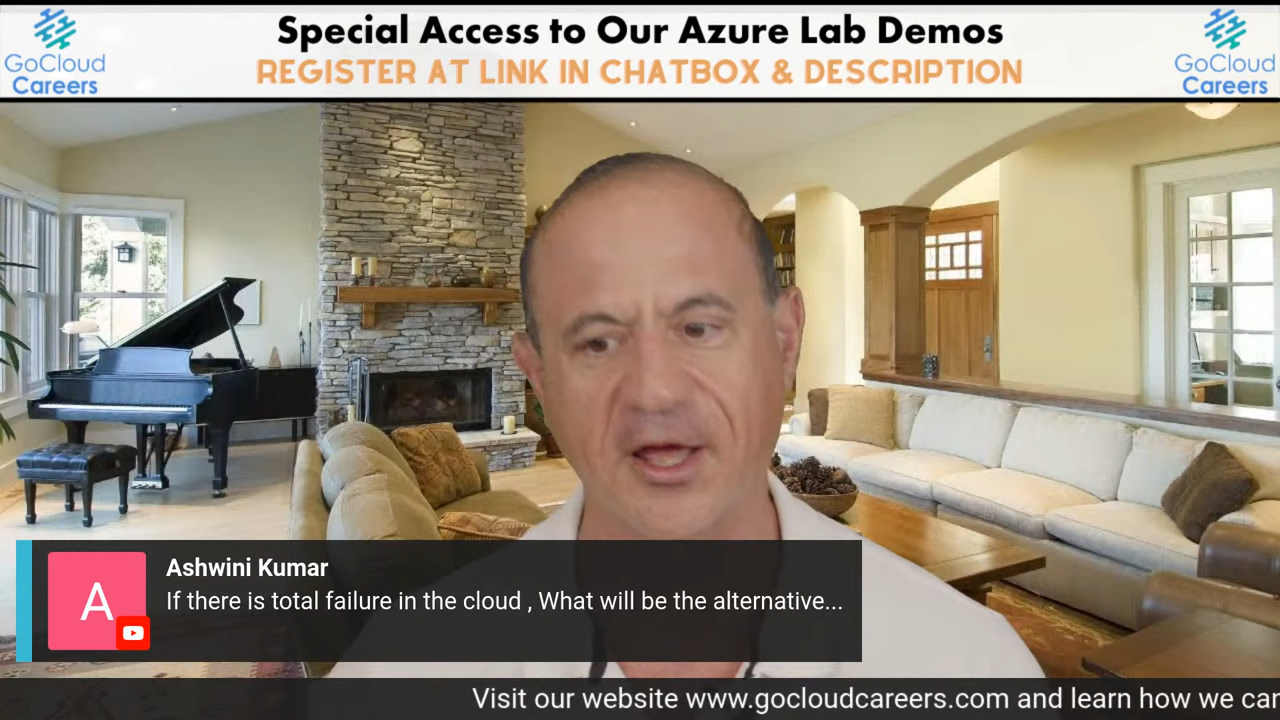 Special Access to Our Azure Lab Demos
REGISTER AT LINK IN CHATBOX & DESCRIPTION
GoCloud
Careers
GoCloud
Careers
A
Ashwini Kumar
If there is total failure in the cloud , What will be the alternative...
Visit our website www.gocloudcareers.com and learn how we can